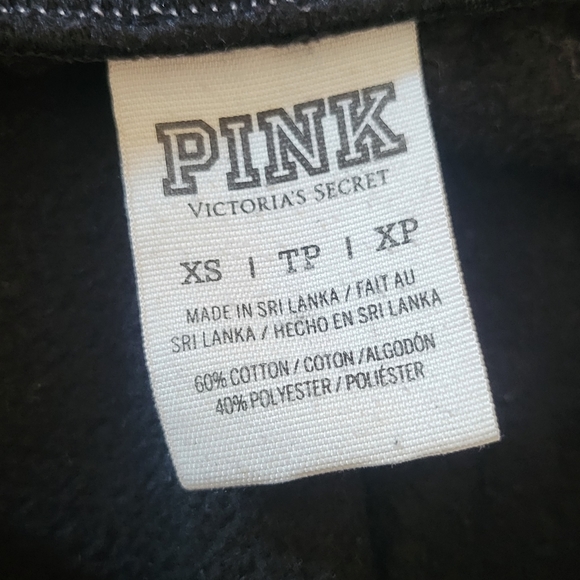 PINK
VICTORIA'S SECRET
XS | TP | XP
MADE IN SRI LANKA / FAIT AU
SRI LANKA / HECHO EN SRI LANKA
60% COTTON / COTON / ALGODÓN
40% POLYESTER / POLIÉSTER